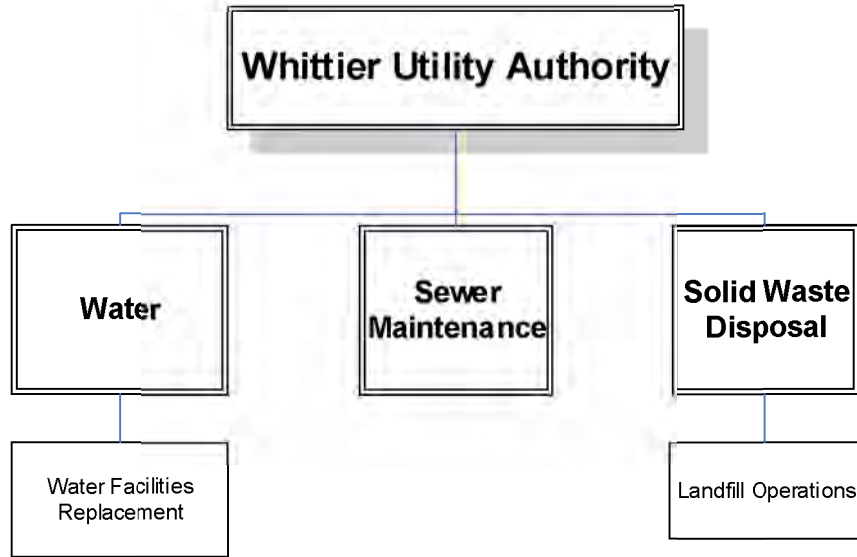 Whittier Utility Authority
Water
Sewer
Maintenance
Solid Waste
Disposal
Water Facilities
Replacement
Landfill Operations